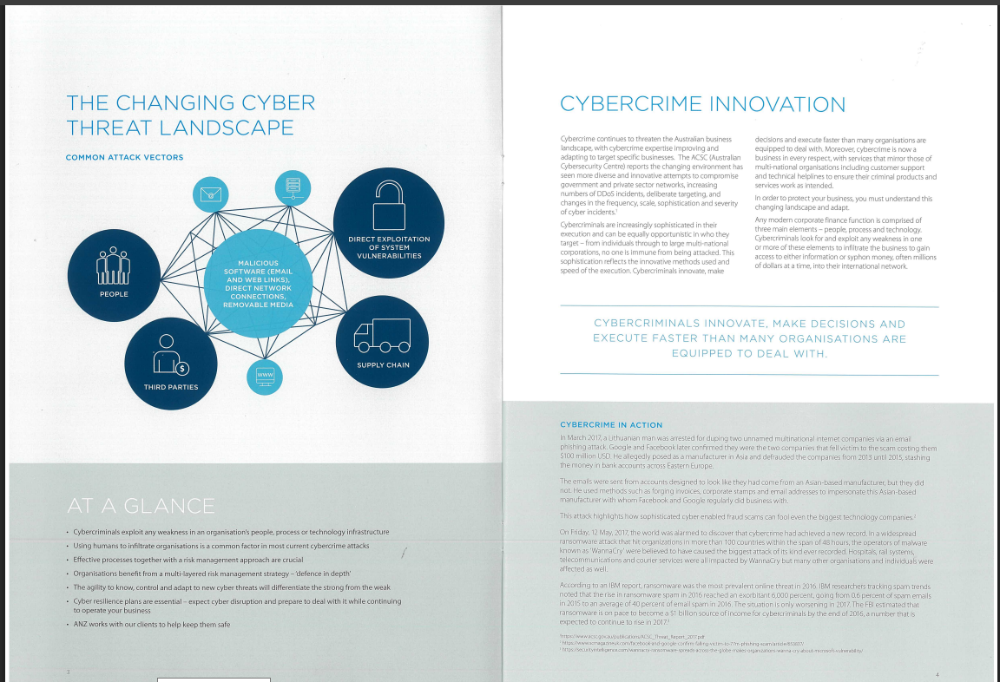 THE CHANGING CYBER
THREAT LANDSCAPE
COMMON ATTACK VECTORS
PEOPLE
THIRD PARTIES
MALICIOUS
SOFTWARE (EMAIL
AND WEB LINKS),
DIRECT NETWORK
CONNECTIONS,
REMOVABLE MEDIA
www
DIRECT EXPLOITATION
OF SYSTEM
VULNERABILITIES
SUPPLY CHAIN
$
AT A GLANCE
• Cybercriminals exploit any weakness in an organisation's people, process or technology infrastructure
• Using humans to infiltrate organisations is a common factor in most current cybercrime attacks
• Effective processes together with a risk management approach are crucial
• Organisations benefit from a multi-layered risk management strategy – 'defence in depth'
• The agility to know, control and adapt to new cyber threats will differentiate the strong from the weak
• Cyber resilience plans are essential – expect cyber disruption and prepare to deal with it while continuing
to operate your business
• ANZ works with our clients to help keep them safe
3
CYBERCRIME INNOVATION
Cybercrime continues to threaten the Australian business
landscape, with cybercrime expertise improving and
adapting to target specific businesses. The ACSC (Australian
Cybersecurity Centre) reports the changing environment has
seen more diverse and innovative attempts to compromise
government and private sector networks, increasing
numbers of DDoS incidents, deliberate targeting, and
changes in the frequency, scale, sophistication and severity
of cyber incidents.¹
Cybercriminals are increasingly sophisticated in their
execution and can be equally opportunistic in who they
target – from individuals through to large multi-national
corporations, no one is immune from being attacked. This
sophistication reflects the innovative methods used and
speed of the execution. Cybercriminals innovate, make
decisions and execute faster than many organisations are
equipped to deal with. Moreover, cybercrime is now a
business in every respect, with services that mirror those of
multi-national organisations including customer support
and technical helplines to ensure their criminal products and
services work as intended.
In order to protect your business, you must understand this
changing landscape and adapt.
Any modern corporate finance function is comprised of
three main elements – people, process and technology.
Cybercriminals look for and exploit any weakness in one
or more of these elements to infiltrate the business to gain
access to either information or syphon money, often millions
of dollars at a time, into their international network.
CYBERCRIMINALS INNOVATE, MAKE DECISIONS AND
EXECUTE FASTER THAN MANY ORGANISATIONS ARE
EQUIPPED TO DEAL WITH.
CYBERCRIME IN ACTION
In March 2017, a Lithuanian man was arrested for duping two unnamed multinational internet companies via an email
phishing attack. Google and Facebook later confirmed they were the two companies that fell victim to the scam costing them
$100 million USD. He allegedly posed as a manufacturer in Asia and defrauded the companies from 2013 until 2015, stashing
the money in bank accounts across Eastern Europe.
The emails were sent from accounts designed to look like they had come from an Asian-based manufacturer, but they did
not. He used methods such as forging invoices, corporate stamps and email addresses to impersonate this Asian-based
manufacturer with whom Facebook and Google regularly did business with.
This attack highlights how sophisticated cyber enabled fraud scams can fool even the biggest technology companies.²
On Friday, 12 May, 2017, the world was alarmed to discover that cybercrime had achieved a new record. In a widespread
ransomware attack that hit organizations in more than 100 countries within the span of 48 hours, the operators of malware
known as 'WannaCry' were believed to have caused the biggest attack of its kind ever recorded. Hospitals, rail systems,
telecommunications and courier services were all impacted by WannaCry but many other organisations and individuals were
affected as well.
According to an IBM report, ransomware was the most prevalent online threat in 2016. IBM researchers tracking spam trends
noted that the rise in ransomware spam in 2016 reached an exorbitant 6,000 percent, going from 0.6 percent of spam emails
in 2015 to an average of 40 percent of email spam in 2016. The situation is only worsening in 2017. The FBI estimated that
ransomware is on pace to become a $1 billion source of income for cybercriminals by the end of 2016, a number that is
expected to continue to rise in 2017.³
¹ https://www.acsc.gov.au/publications/ACSC_Threat_Report_2017.pdf
² https://www.scmagazineuk.com/facebook-and-google-confirm-falling-victim-to-77m-phishing-scam/article/653837/
³ https://securityintelligence.com/wannacry-ransomware-spreads-across-the-globe-makes-organizations-wanna-cry-about-microsoft-vulnerability/
4